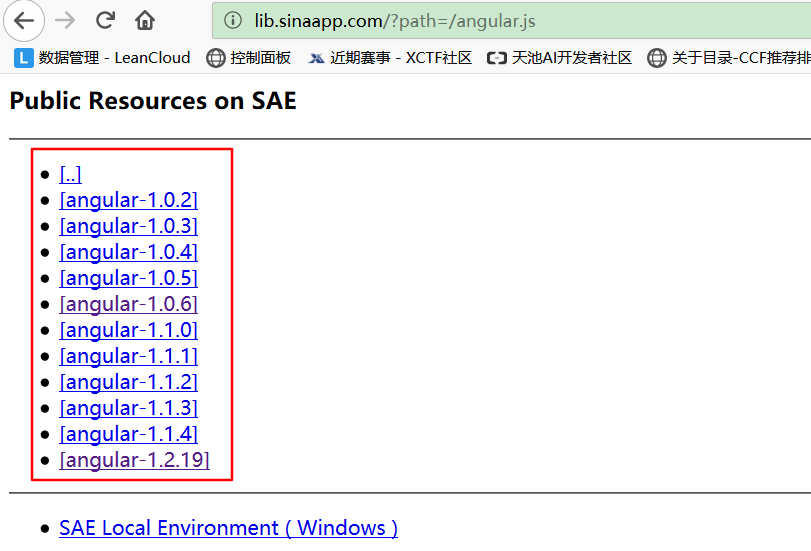 lib.sinaapp.com/?path=/angular.js
数据管理 - LeanCloud 控制面板 近期赛事 - XCTF社区 天池AI开发者社区 关于目录-CCF推荐排
Public Resources on SAE
[..]
[angular-1.0.2]
[angular-1.0.3]
[angular-1.0.4]
[angular-1.0.5]
[angular-1.0.6]
[angular-1.1.0]
[angular-1.1.1]
[angular-1.1.2]
[angular-1.1.3]
[angular-1.1.4]
[angular-1.2.19]
SAE Local Environment ( Windows )